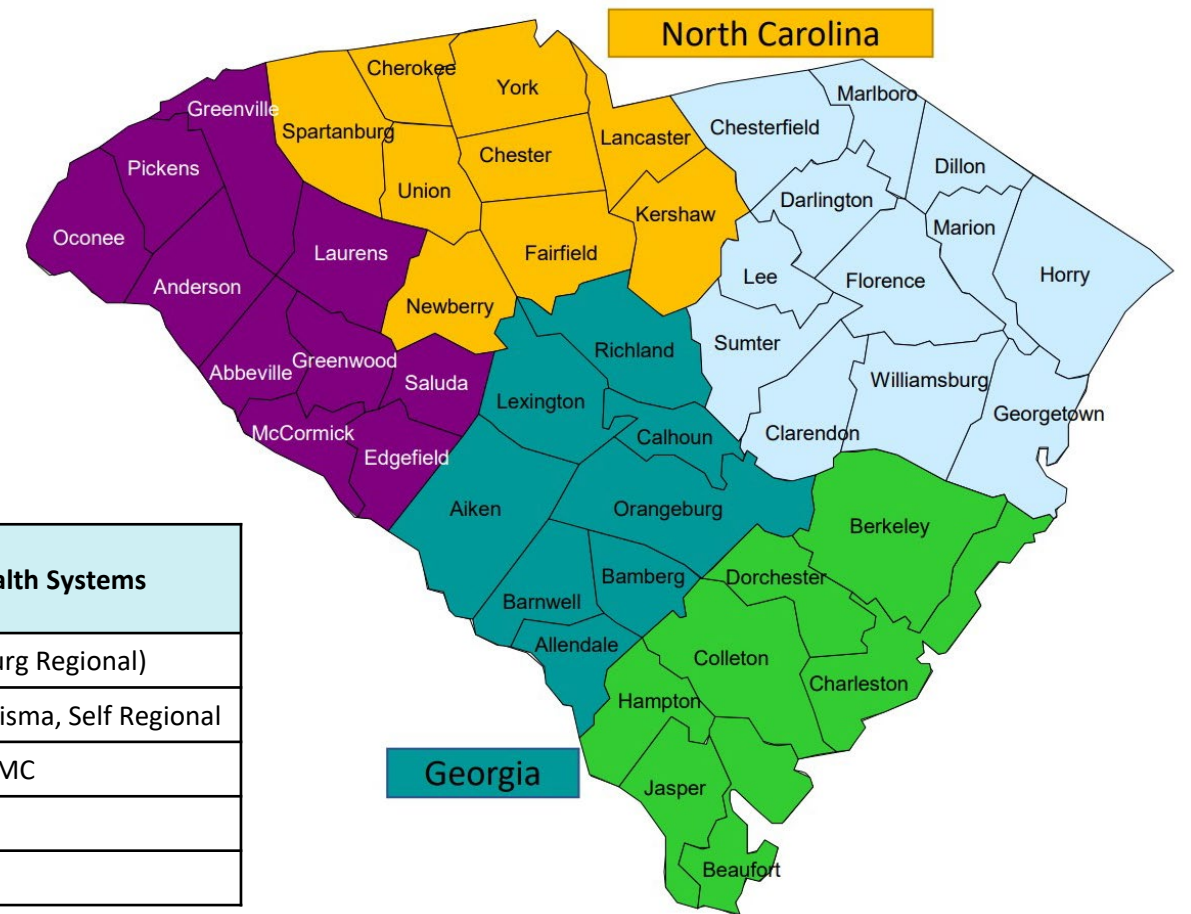 North Carolina
Cherokee
York
Marlboro
Greenville
Spartanburg
Chester
Lancaster
Chesterfield
Pickens
Union
Dillon
Darlington
Kershaw
Marion
Oconee
Laurens
Fairfield
Anderson
Lee
Florence
Horry
Newberry
Richland
Sumter
Abbeville
Greenwood
Saluda
Williamsburg
Lexington
Georgetown
McCormick
Calhoun
Clarendon
Edgefield
Aiken
Orangeburg
Berkeley
Bamberg
Dorchester
Barnwell
Allendale
Colleton
Charleston
Hampton
Georgia
Jasper
Beaufort
alth Systems
urg Regional)
isma, Self Regional
MC